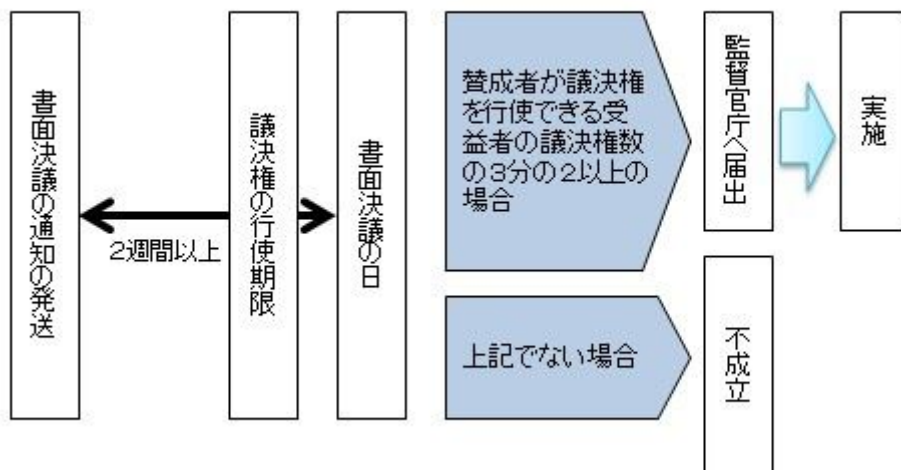 書面決議の通知の発送
2週間以上
議決権の行使期限
書面決議の日
賛成者が議決権
を行使できる受
益者の議決権数
の3分の2以上の
場合
監督官庁へ届出
実施
上記でない場合
不成立